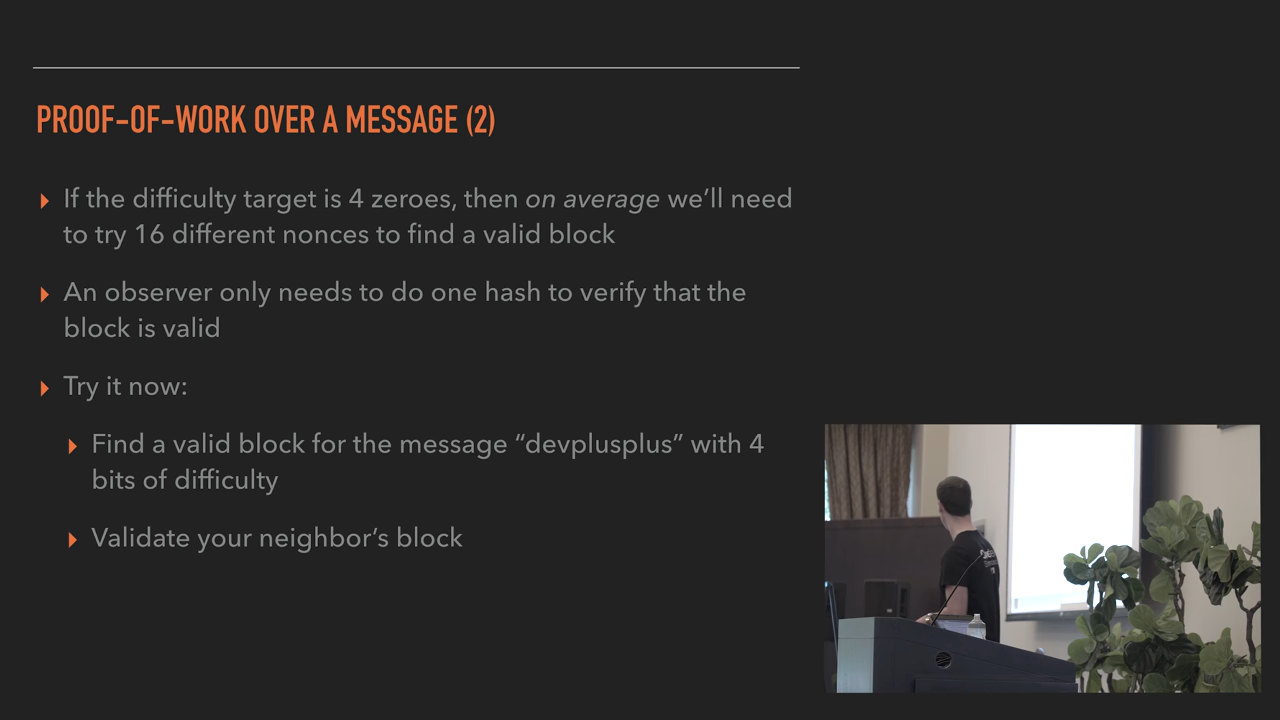 PROOF-OF-WORK OVER A MESSAGE (2)
If the difficulty target is 4 zeroes, then on average we’ll need
to try 16 different nonces to find a valid block
An observer only needs to do one hash to verify that the
block is valid
Try it now:
Find a valid block for the message “devplusplus” with 4
bits of difficulty
Validate your neighbor’s block